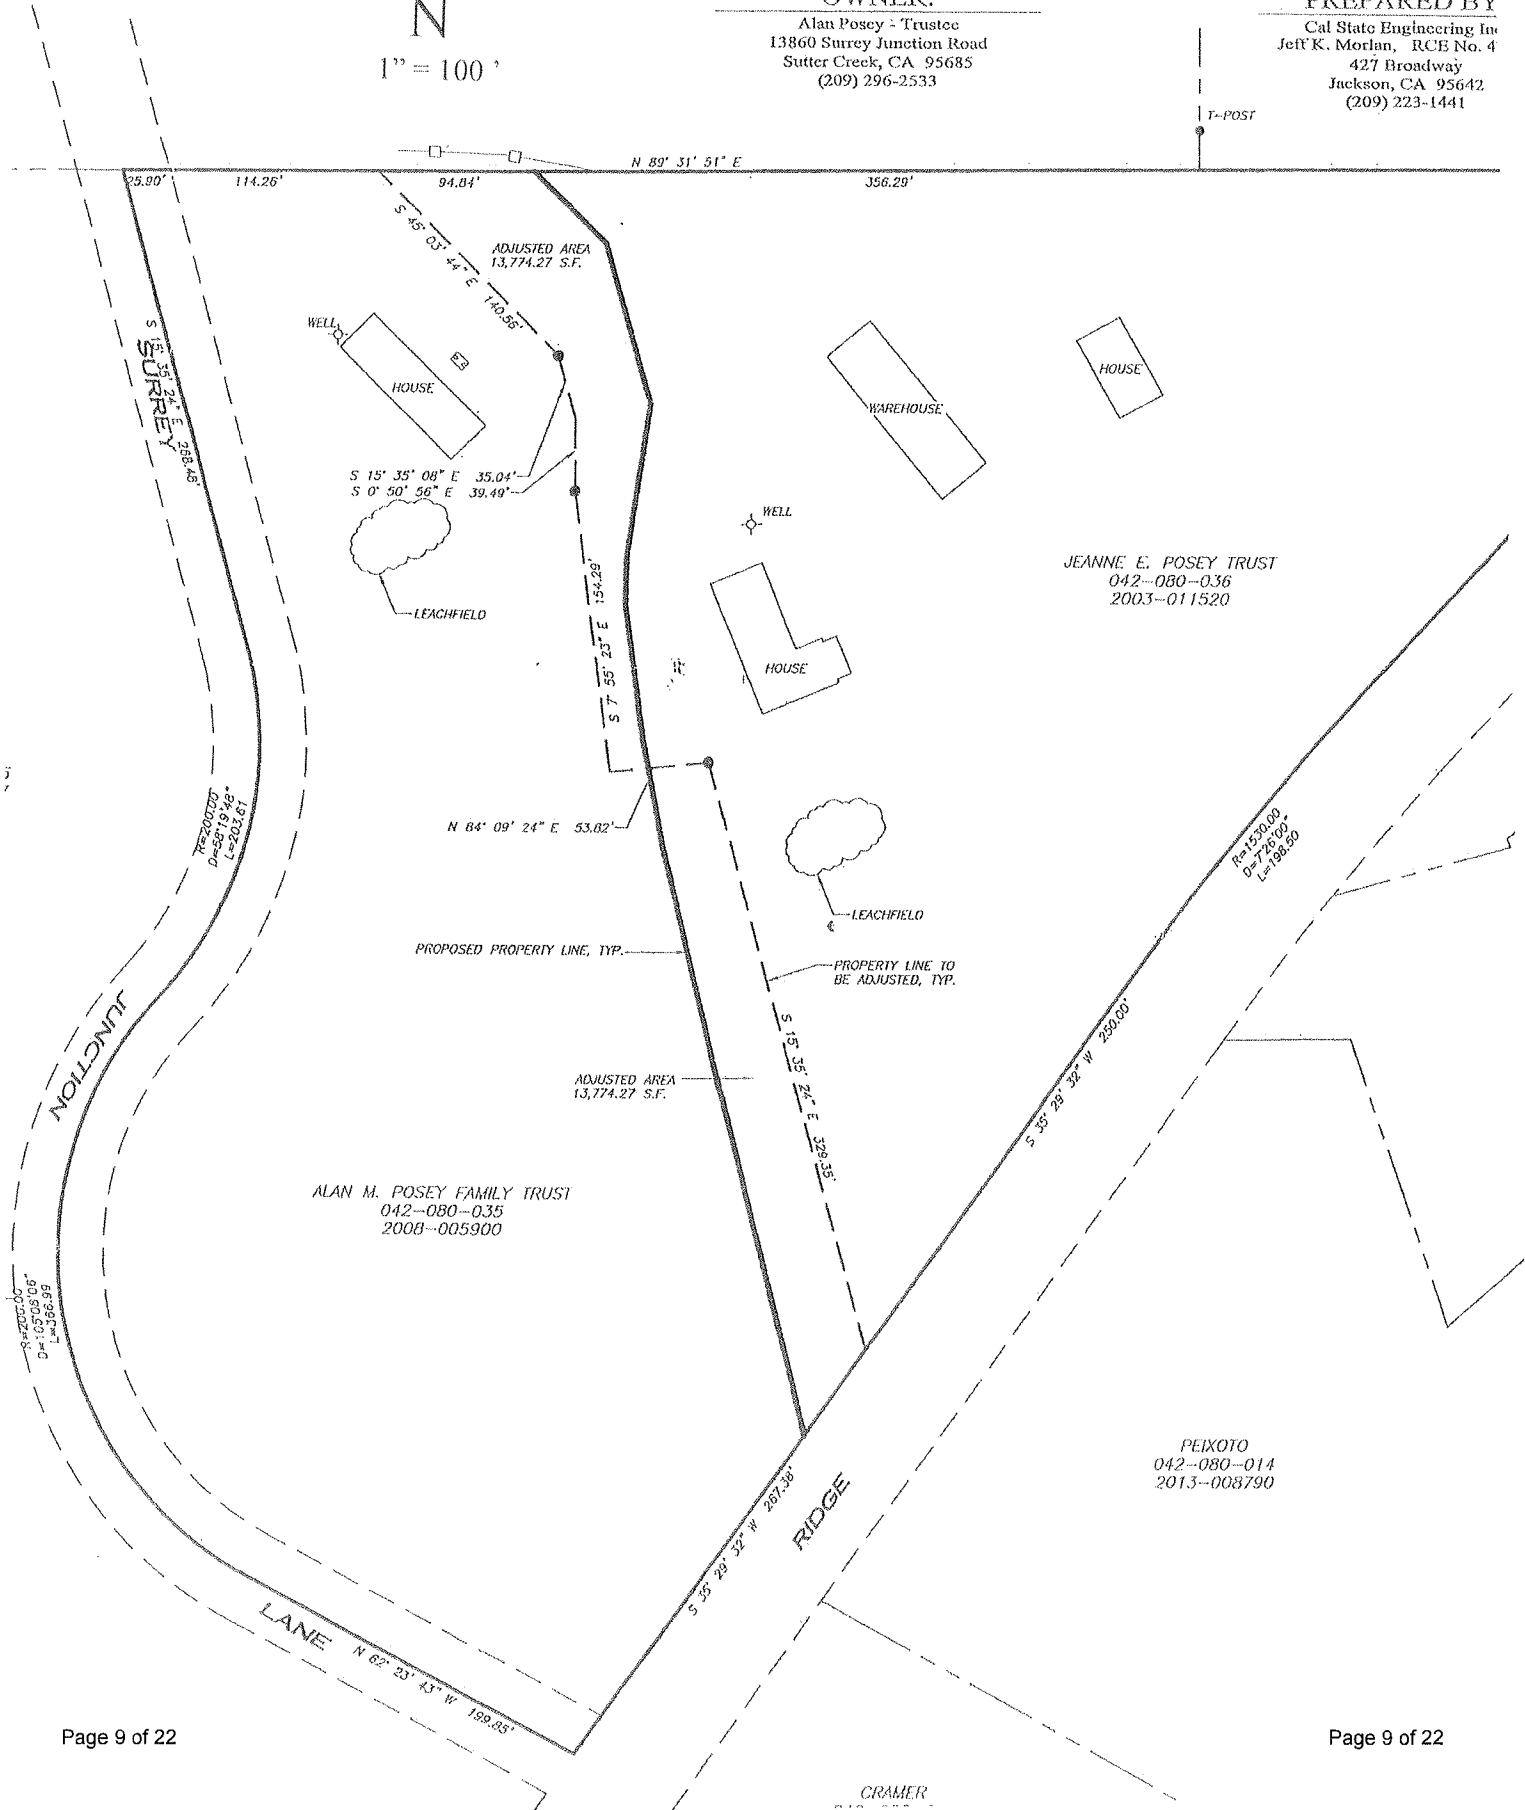 N
1" = 100 '
OWNER:
Alan Posey - Trustee
13860 Surrey Junction Road
Sutter Creek, CA 95685
(209) 296-2533
PREPARED BY
Cal State Engineering
Jeff K. Morlan, RCE No. 4
427 Broadway
Jackson, CA 95642
(209) 223-1441
T-POST
N 89° 31' 51" E
25.90'
114.26'
94.84'
356.29'
S 45° 03' 44" E 140.56'
ADJUSTED AREA
13,774.27 S.F.
WELL
HOUSE
S 15° 35' 24" E 268.48'
SURREY
WAREHOUSE
HOUSE
S 15° 35' 08" E 35.04'
S 0° 50' 56" E 39.49'
WELL
LEACHFIELD
JEANNE E. POSEY TRUST
042-080-036
2003-011520
S 7° 55' 23" E 154.29'
HOUSE
R=200.00
D=58°19'48"
L=203.61
N 84° 09' 24" E 53.82'
R=1530.00
D=7°26'00"
L=198.50
LEACHFIELD
PROPOSED PROPERTY LINE, TYP.
PROPERTY LINE TO
BE ADJUSTED, TYP.
JUNCTION
S 15° 35' 24" E 329.35'
S 35° 29' 32" W 250.00'
ADJUSTED AREA
13,774.27 S.F.
ALAN M. POSEY FAMILY TRUST
042-080-035
2008-005900
R=200.00
D=105°08'06"
L=366.99
PEIXOTO
042-080-014
2013-008790
S 35° 29' 32" W 267.38'
RIDGE
LANE
N 62° 23' 43" W 199.85'
Page 9 of 22
Page 9 of 22
CRAMER